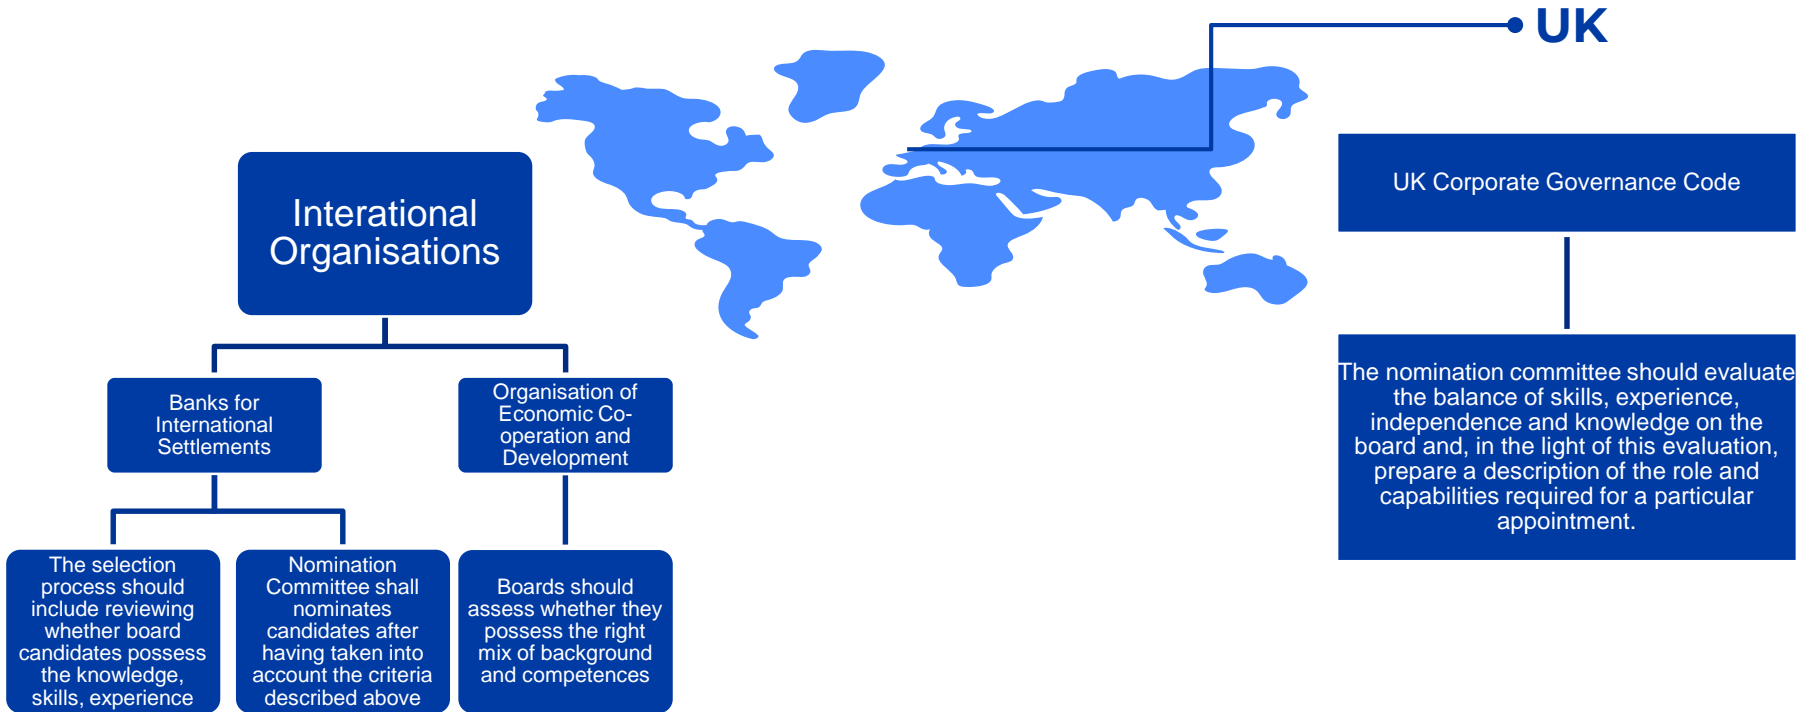 UK
Interational
Organisations
Banks for
International
Settlements
The selection
process should
include reviewing
whether board
candidates possess
the knowledge,
skills, experience
Nomination
Committee shall
nominates
candidates after
having taken into
account the criteria
described above
Organisation of
Economic Co-
operation and
Development
Boards should
assess whether they
possess the right
mix of background
and competences
UK Corporate Governance Code
The nomination committee should evaluate
the balance of skills, experience,
independence and knowledge on the
board and, in the light of this evaluation,
prepare a description of the role and
capabilities required for a particular
appointment.